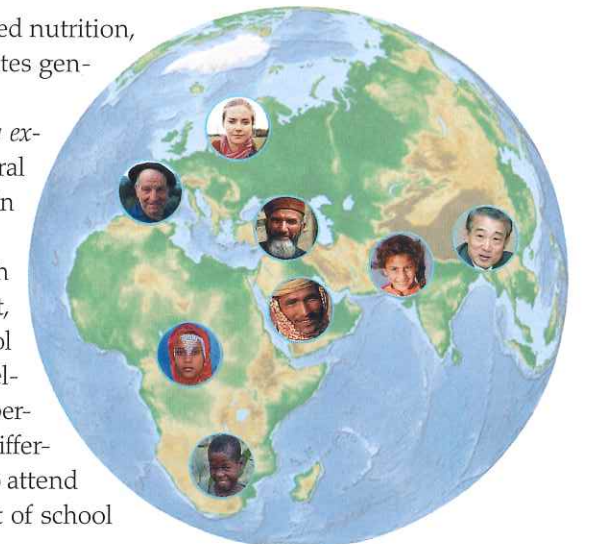 ed nutrition,
tes gen-
ex-
ral
n
n
t,
ol
el-
per-
iffer-
o attend
t of school